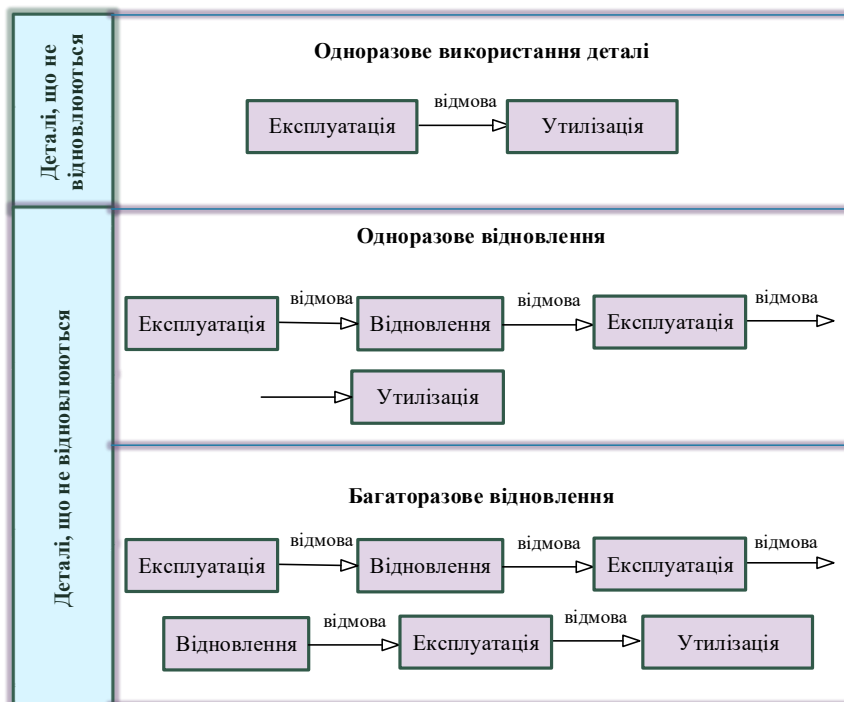 Деталі, що не
відновлюються
Одноразове використання деталі
відмова
Експлуатація
Утилізація
Деталі, що не відновлюються
Одноразове відновлення
відмова
відмова
відмова
Експлуатація
Відновлення
Експлуатація
Утилізація
Багаторазове відновлення
відмова
відмова
відмова
Експлуатація
Відновлення
Експлуатація
відмова
відмова
Відновлення
Експлуатація
Утилізація